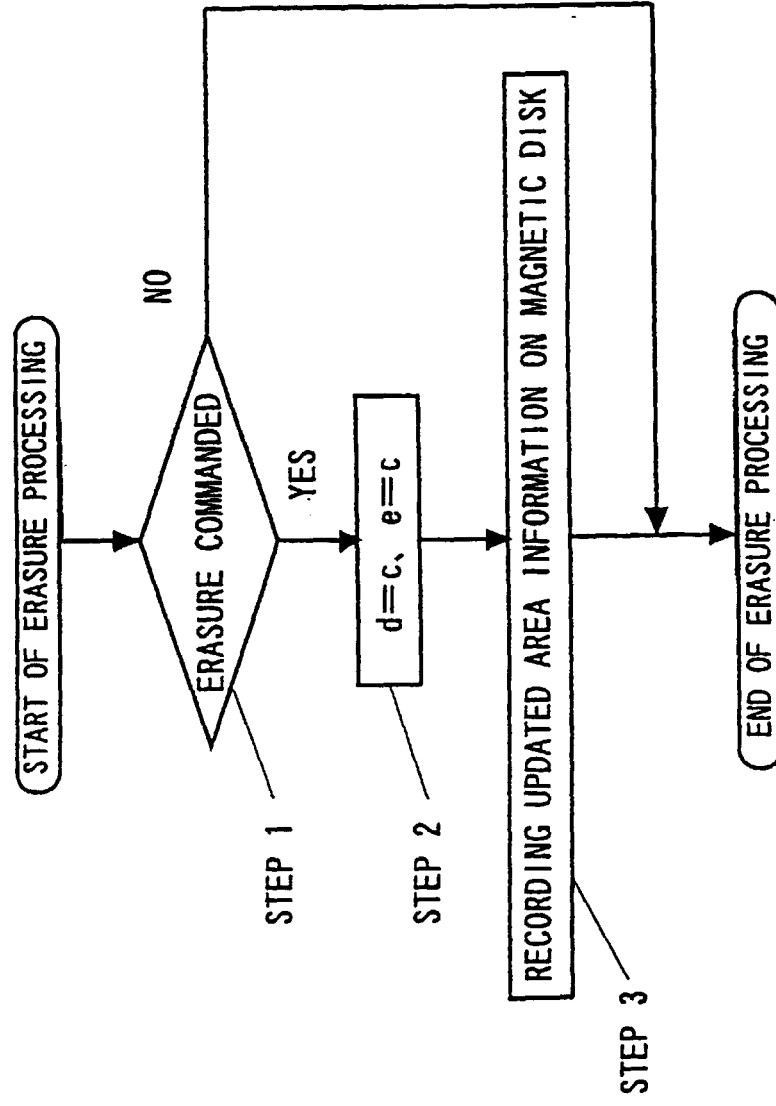 START OF ERASURE PROCESSING
ERASURE COMMANDED
NO
STEP 1
YES
d=c、e=c
STEP 2
RECORDING UPDATED AREA INFORMATION ON MAGNETIC DISK
STEP 3
END OF ERASURE PROCESSING